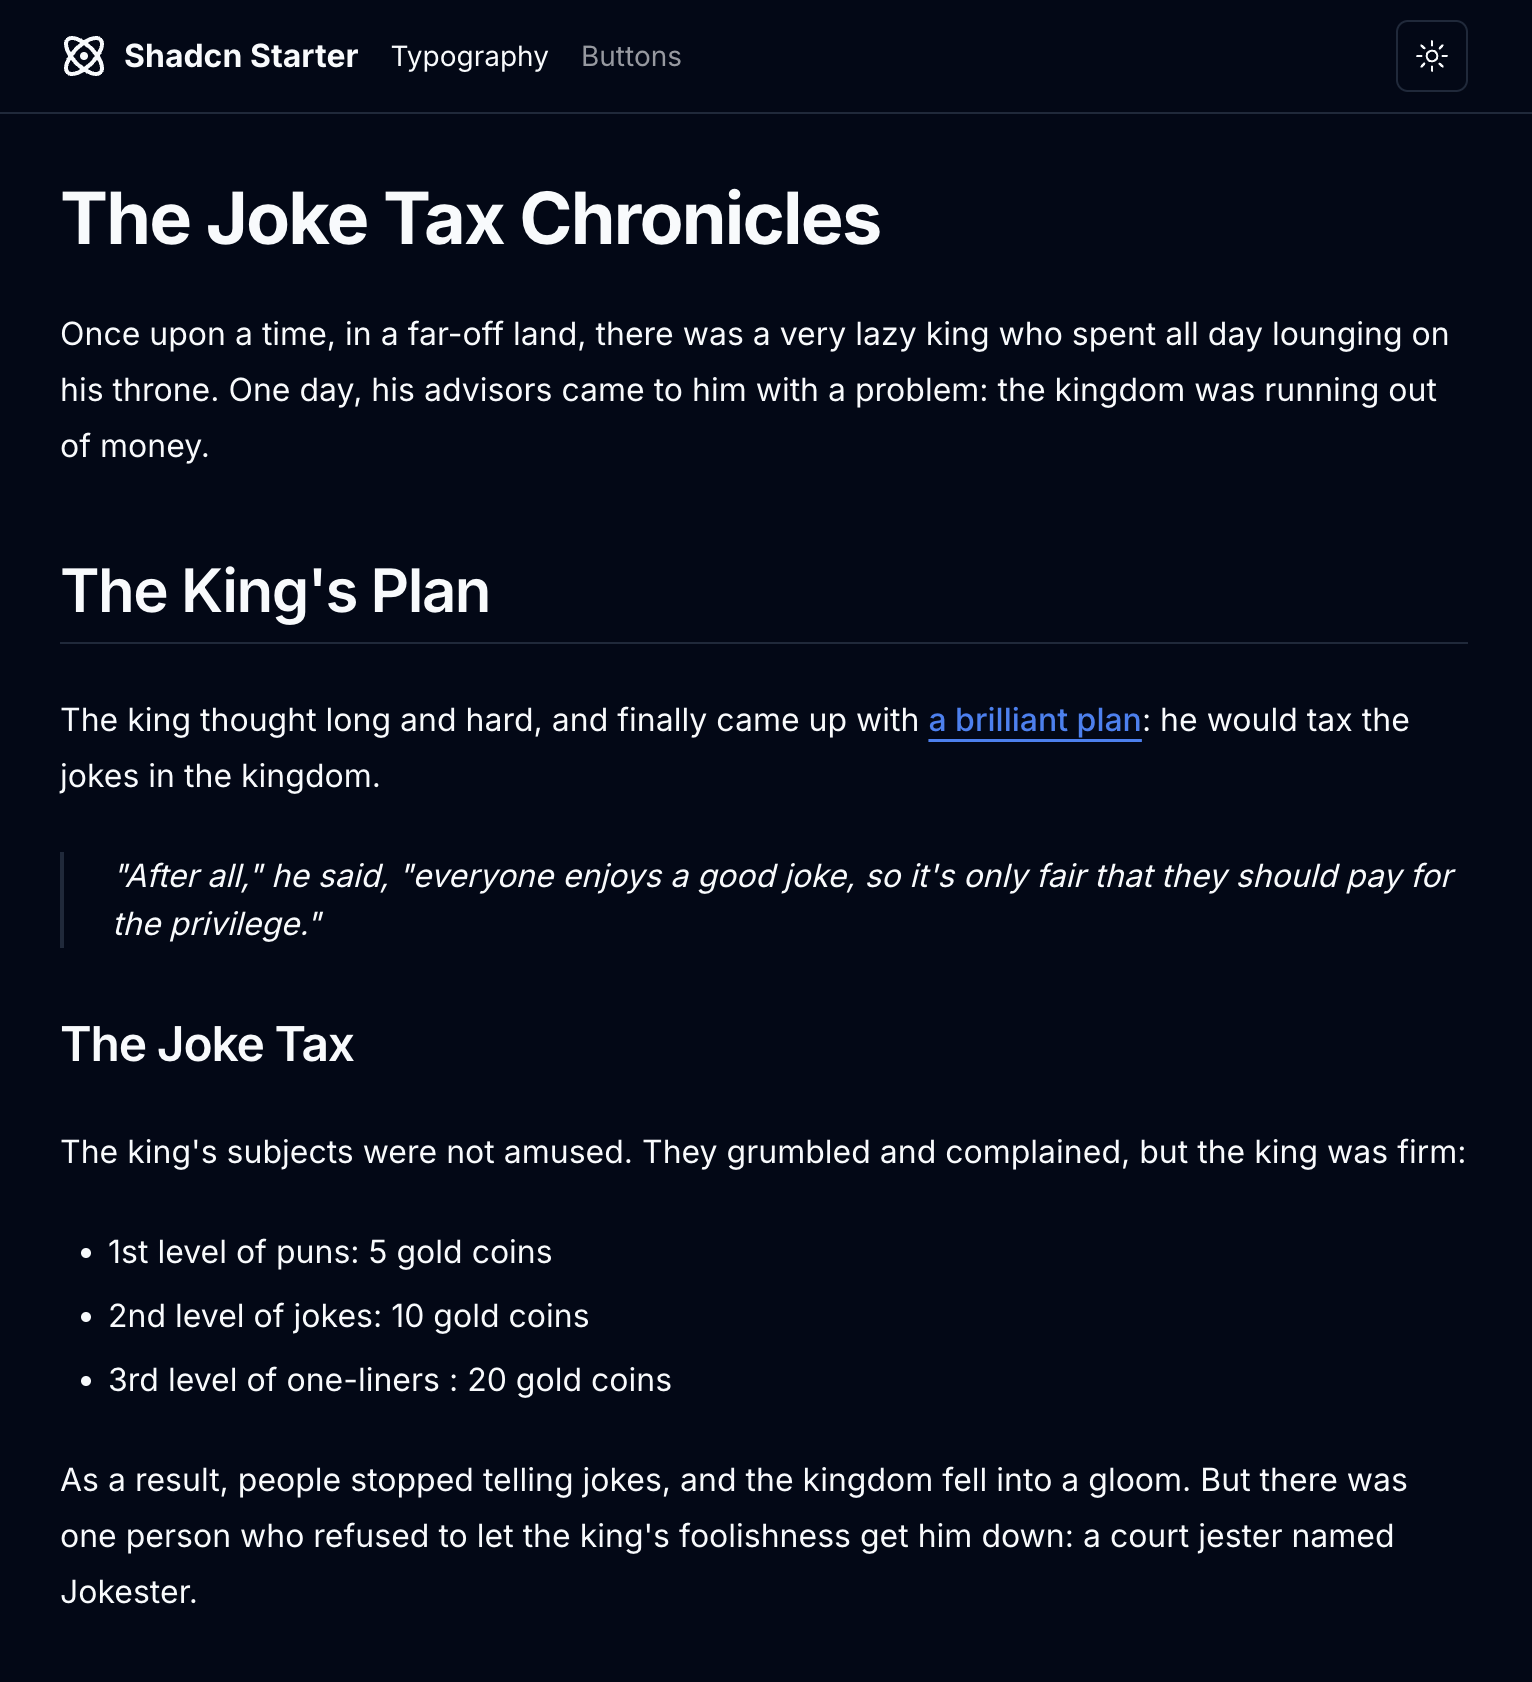 Shadcn Starter Typography Buttons
The Joke Tax Chronicles
Once upon a time, in a far-off land, there was a very lazy king who spent all day lounging on
his throne. One day, his advisors came to him with a problem: the kingdom was running out
of money.
The King's Plan
The king thought long and hard, and finally came up with a brilliant plan: he would tax the
jokes in the kingdom.
"After all," he said, "everyone enjoys a good joke, so it's only fair that they should pay for
the privilege."
The Joke Tax
The king's subjects were not amused. They grumbled and complained, but the king was firm:
• 1st level of puns: 5 gold coins
• 2nd level of jokes: 10 gold coins
• 3rd level of one-liners : 20 gold coins
As a result, people stopped telling jokes, and the kingdom fell into a gloom. But there was
one person who refused to let the king's foolishness get him down: a court jester named
Jokester.